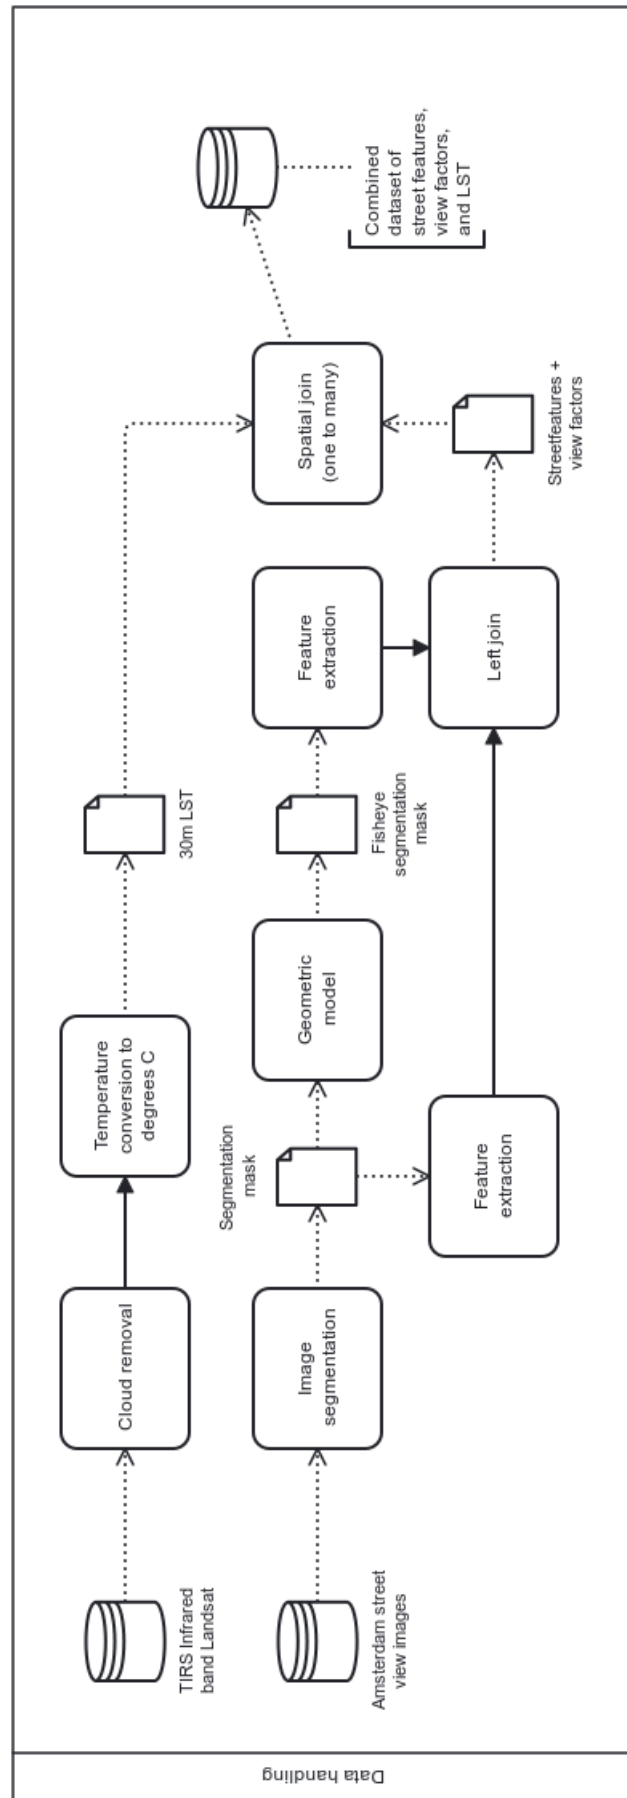 Data handling
TIRS Infrared
band Landsat
Cloud removal
Temperature
conversion to
degrees C
30m LST
Amsterdam street
view images
Image
segmentation
Segmentation
mask
Geometric
model
Fisheye
segmentation
mask
Feature
extraction
Feature
extraction
Left join
Streetfeatures +
view factors
Spatial join
(one to many)
Combined
dataset of
street features,
view factors,
and LST